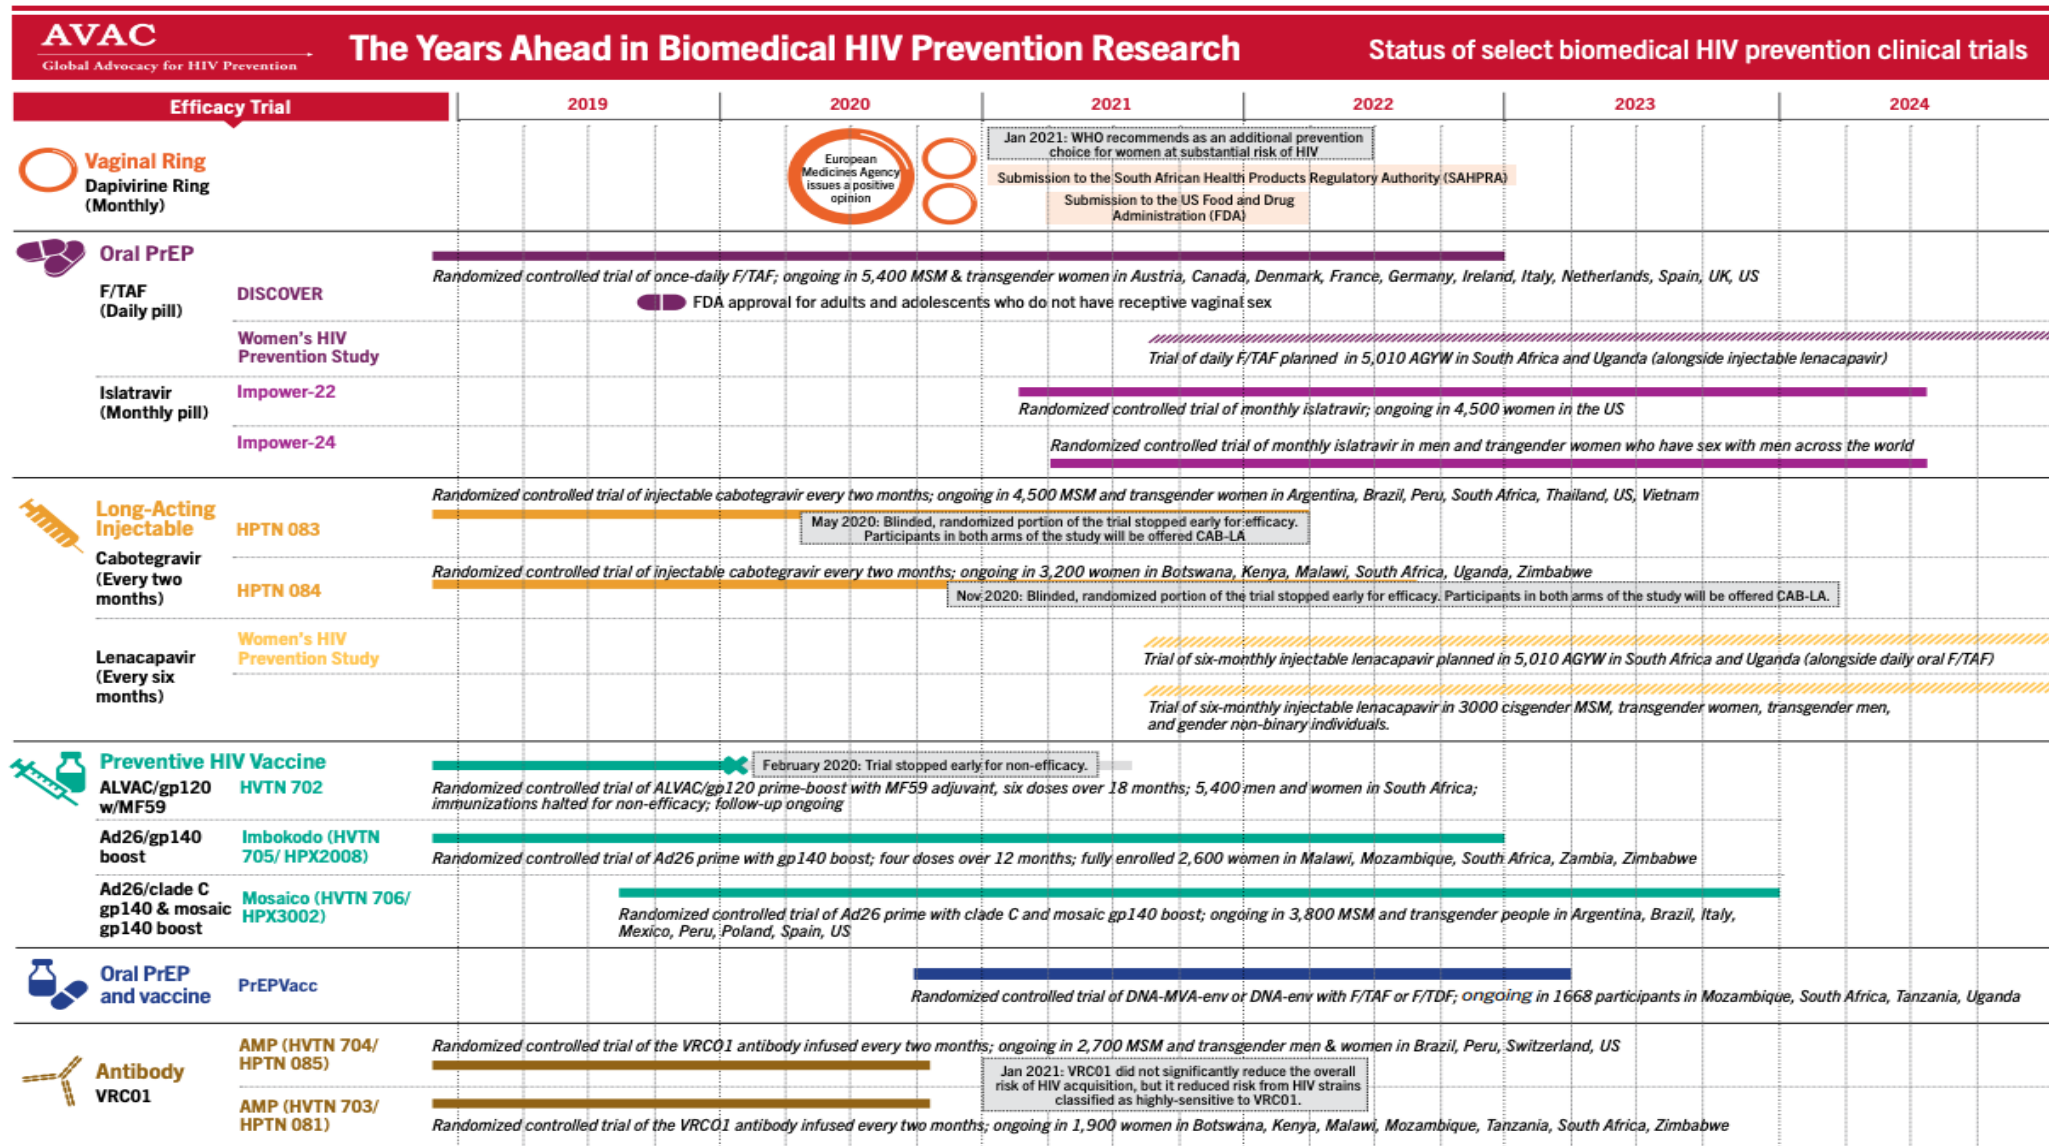 AVAC
Global Advocacy for HIV Prevention
The Years Ahead in Biomedical HIV Prevention Research
Status of select biomedical HIV prevention clinical trials
Efficacy Trial
2019
2020
2021
2022
2023
2024
Vaginal Ring
Dapivirine Ring
(Monthly)
European
Medicines Agency
issues a positive
opinion
Jan 2021: WHO recommends as an additional prevention
choice for women at substantial risk of HIV
Submission to the South African Health Products Regulatory Authority (SAHPRA)
Submission to the US Food and Drug
Administration (FDA)
Oral PrEP
F/TAF
(Daily pill)
DISCOVER
Randomized controlled trial of once-daily F/TAF; ongoing in 5,400 MSM & transgender women in Austria, Canada, Denmark, France, Germany, Ireland, Italy, Netherlands, Spain, UK, US
FDA approval for adults and adolescents who do not have receptive vaginal sex
Women's HIV
Prevention Study
Trial of daily F/TAF planned in 5,010 AGYW in South Africa and Uganda (alongside injectable lenacapavir)
Islatravir
(Monthly pill)
Impower-22
Randomized controlled trial of monthly islatravir; ongoing in 4,500 women in the US
Impower-24
Randomized controlled trial of monthly islatravir in men and trangender women who have sex with men across the world
Long-Acting
Injectable
Cabotegravir
(Every two
months)
HPTN 083
Randomized controlled trial of injectable cabotegravir every two months; ongoing in 4,500 MSM and transgender women in Argentina, Brazil, Peru, South Africa, Thailand, US, Vietnam
May 2020: Blinded, randomized portion of the trial stopped early for efficacy.
Participants in both arms of the study will be offered CAB-LA
HPTN 084
Randomized controlled trial of injectable cabotegravir every two months; ongoing in 3,200 women in Botswana, Kenya, Malawi, South Africa, Uganda, Zimbabwe
Nov 2020: Blinded, randomized portion of the trial stopped early for efficacy. Participants in both arms of the study will be offered CAB-LA.
Lenacapavir
(Every six
months)
Women's HIV
Prevention Study
Trial of six-monthly injectable lenacapavir planned in 5,010 AGYW in South Africa and Uganda (alongside daily oral F/TAF)
Trial of six-monthly injectable lenacapavir in 3000 cisgender MSM, transgender women, transgender men,
and gender non-binary individuals.
Preventive HIV Vaccine
ALVAC/gp120
w/MF59
HVTN 702
February 2020: Trial stopped early for non-efficacy.
Randomized controlled trial of ALVAC/gp120 prime-boost with MF59 adjuvant, six doses over 18 months; 5,400 men and women in South Africa;
immunizations halted for non-efficacy; follow-up ongoing
Ad26/gp140
boost
Imbokodo (HVTN
705/ HPX2008)
Randomized controlled trial of Ad26 prime with gp140 boost; four doses over 12 months; fully enrolled 2,600 women in Malawi, Mozambique, South Africa, Zambia, Zimbabwe
Ad26/clade C
gp140 & mosaic
gp140 boost
Mosaico (HVTN 706/
HPX3002)
Randomized controlled trial of Ad26 prime with clade C and mosaic gp140 boost; ongoing in 3,800 MSM and transgender people in Argentina, Brazil, Italy,
Mexico, Peru, Poland, Spain, US
Oral PrEP
and vaccine
PrEPVacc
Randomized controlled trial of DNA-MVA-env or DNA-env with F/TAF or F/TDF; ongoing in 1668 participants in Mozambique, South Africa, Tanzania, Uganda
Antibody
VRC01
AMP (HVTN 704/
HPTN 085)
Randomized controlled trial of the VRC01 antibody infused every two months; ongoing in 2,700 MSM and transgender men & women in Brazil, Peru, Switzerland, US
Jan 2021: VRC01 did not significantly reduce the overall
risk of HIV acquisition, but it reduced risk from HIV strains
classified as highly-sensitive to VRC01.
AMP (HVTN 703/
HPTN 081)
Randomized controlled trial of the VRC01 antibody infused every two months; ongoing in 1,900 women in Botswana, Kenya, Malawi, Mozambique, Tanzania, South Africa, Zimbabwe